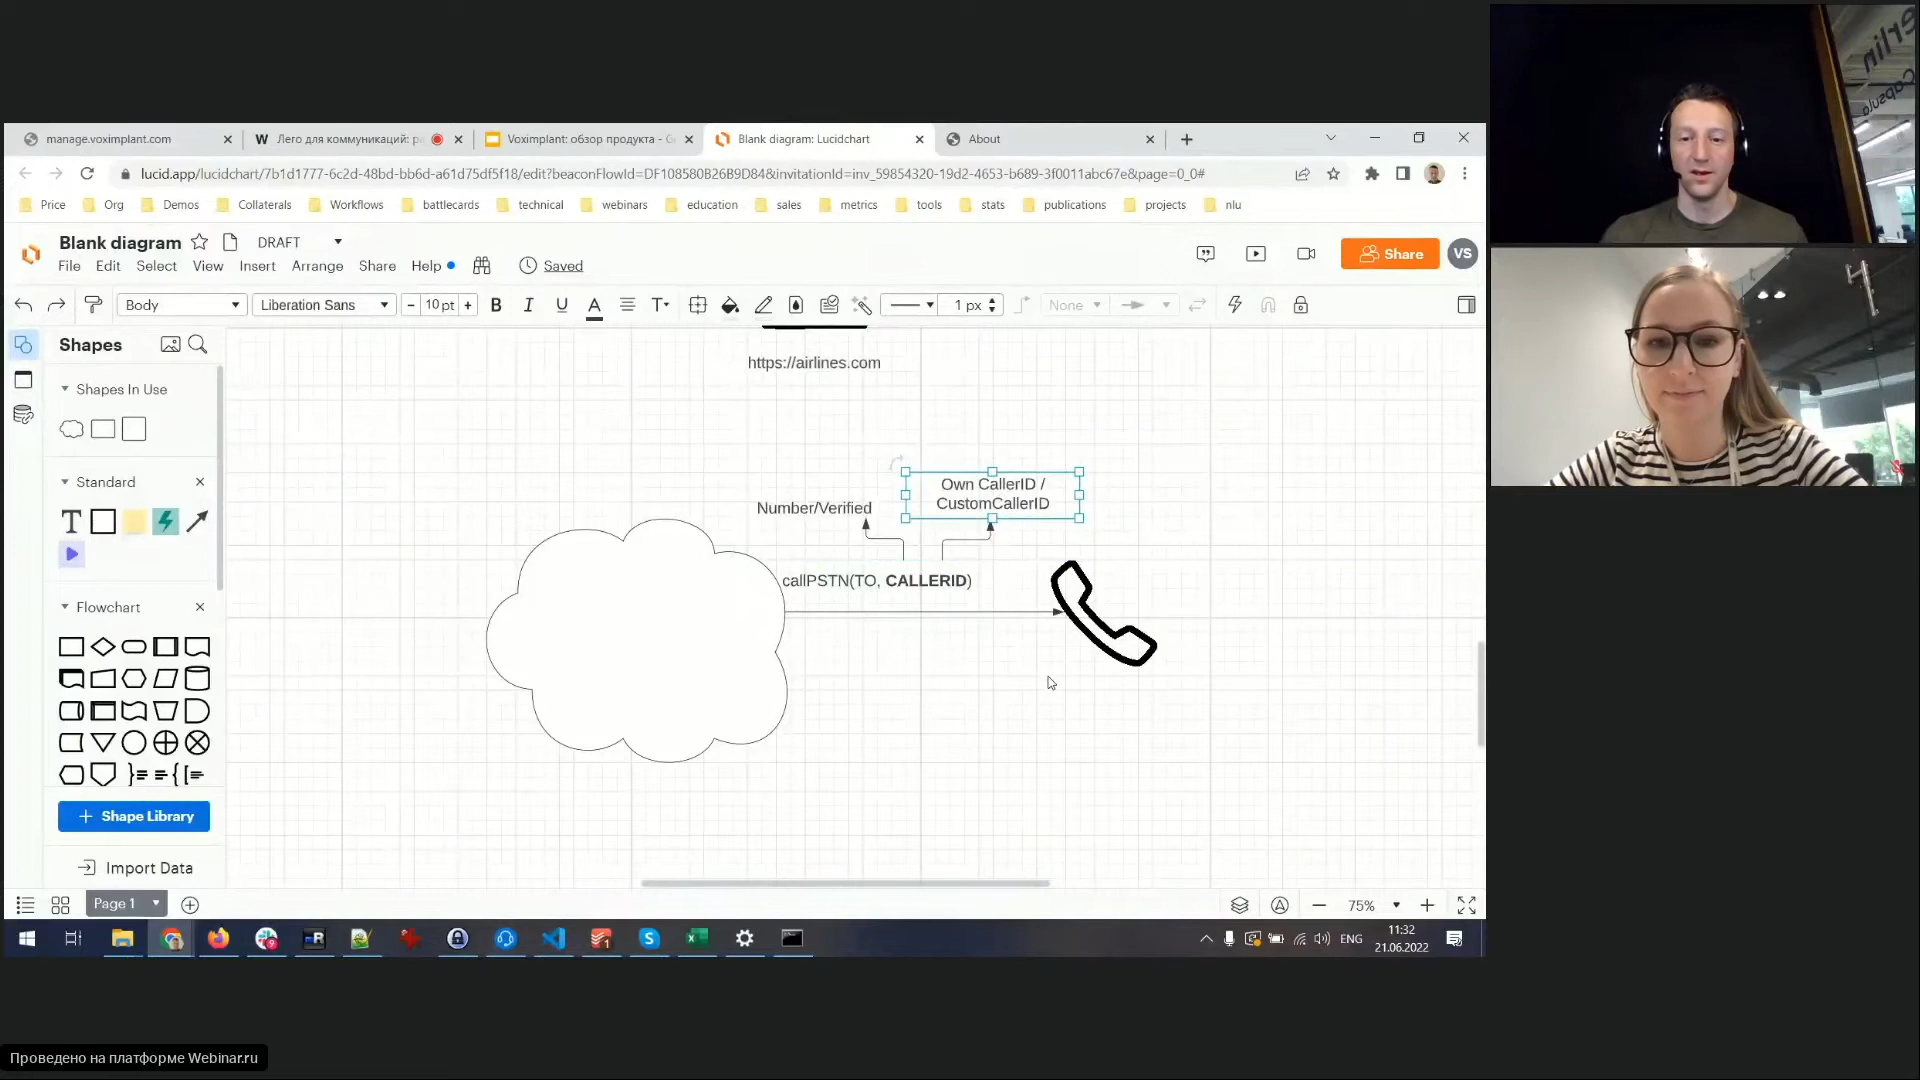 manage.voximplant.com
Лего для коммуникаций: ра
Voximplant: обзор продукта - G
Blank diagram: Lucidchart
About
lucid.app/lucidchart/7b1d1777-6c2d-48bd-bb6d-a61d75df5f18/edit?beaconFlowId=DF108580B26B9D84&invitationId=inv_59854320-19d2-4653-b689-3f0011abc67e&page=0_0#
Price Org Demos Collaterals Workflows battlecards technical webinars education sales metrics tools stats publications projects nlu
Blank diagram DRAFT
File Edit Select View Insert Arrange Share Help Saved
Share
VS
Body Liberation Sans 10 pt B I U A T 1 px None
Shapes
Shapes In Use
Standard
T
Flowchart
Shape Library
Import Data
https://airlines.com
Own CallerID /
CustomCallerID
Number/Verified
callPSTN(TO, CALLERID)
Page 1
75%
ENG
11:32
21.06.2022
erlin
Capsula
Проведено на платформе Webinar.ru